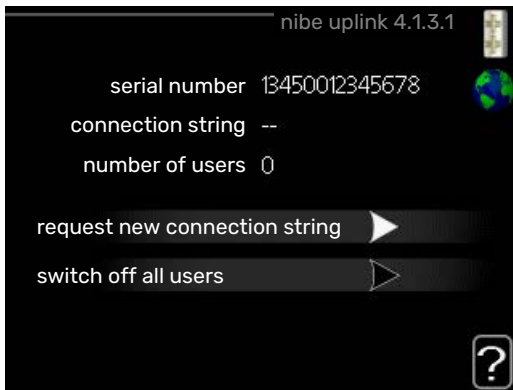 nibe uplink 4.1.3.1
serial number 13450012345678
connection string --
number of users 0
request new connection string
switch off all users
?